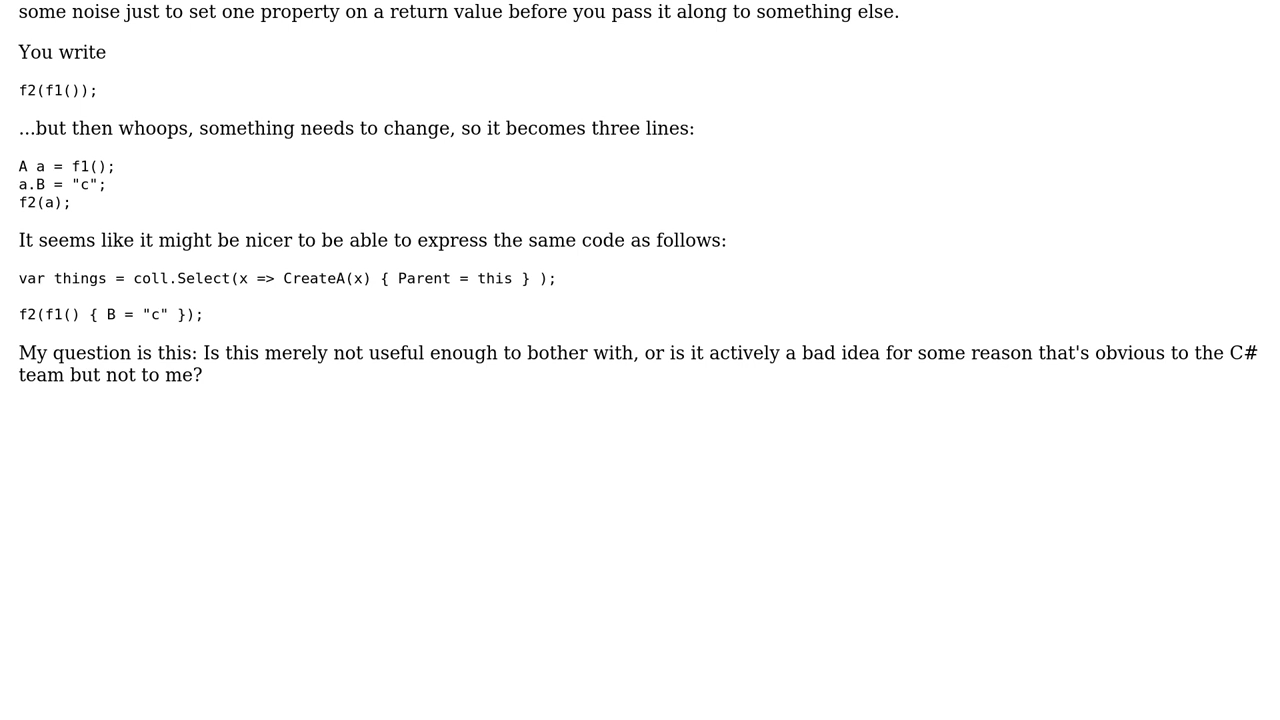 some noise just to set one property on a return value before you pass it along to something else.
You write
f2(f1());
...but then whoops, something needs to change, so it becomes three lines:
A a = f1();
a.B = "c";
f2(a);
It seems like it might be nicer to be able to express the same code as follows:
var things = coll.Select(x => CreateA(x) { Parent = this } );
f2(f1() { B = "c" });
My question is this: Is this merely not useful enough to bother with, or is it actively a bad idea for some reason that's obvious to the C#
team but not to me?